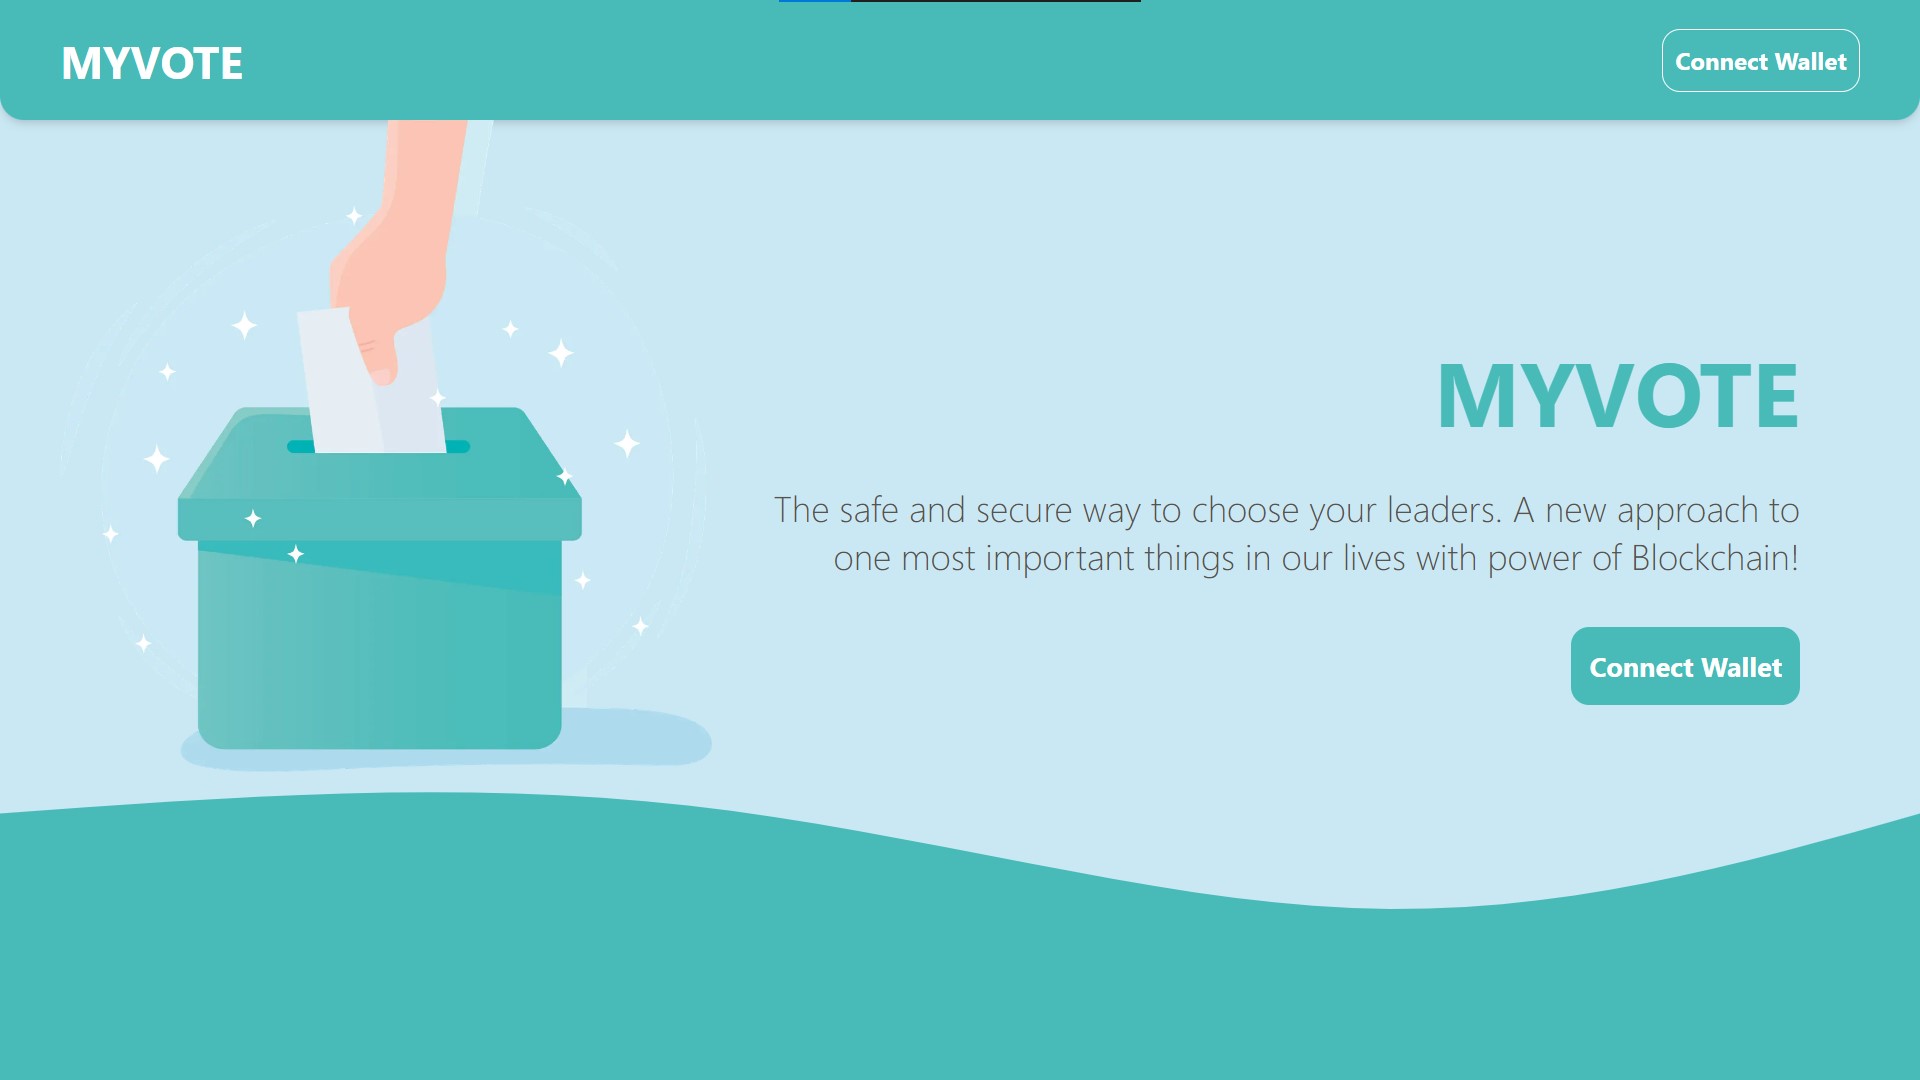 MYVOTE
Connect Wallet
MYVOTE
The safe and secure way to choose your leaders. A new approach to
one most important things in our lives with power of Blockchain!
Connect Wallet